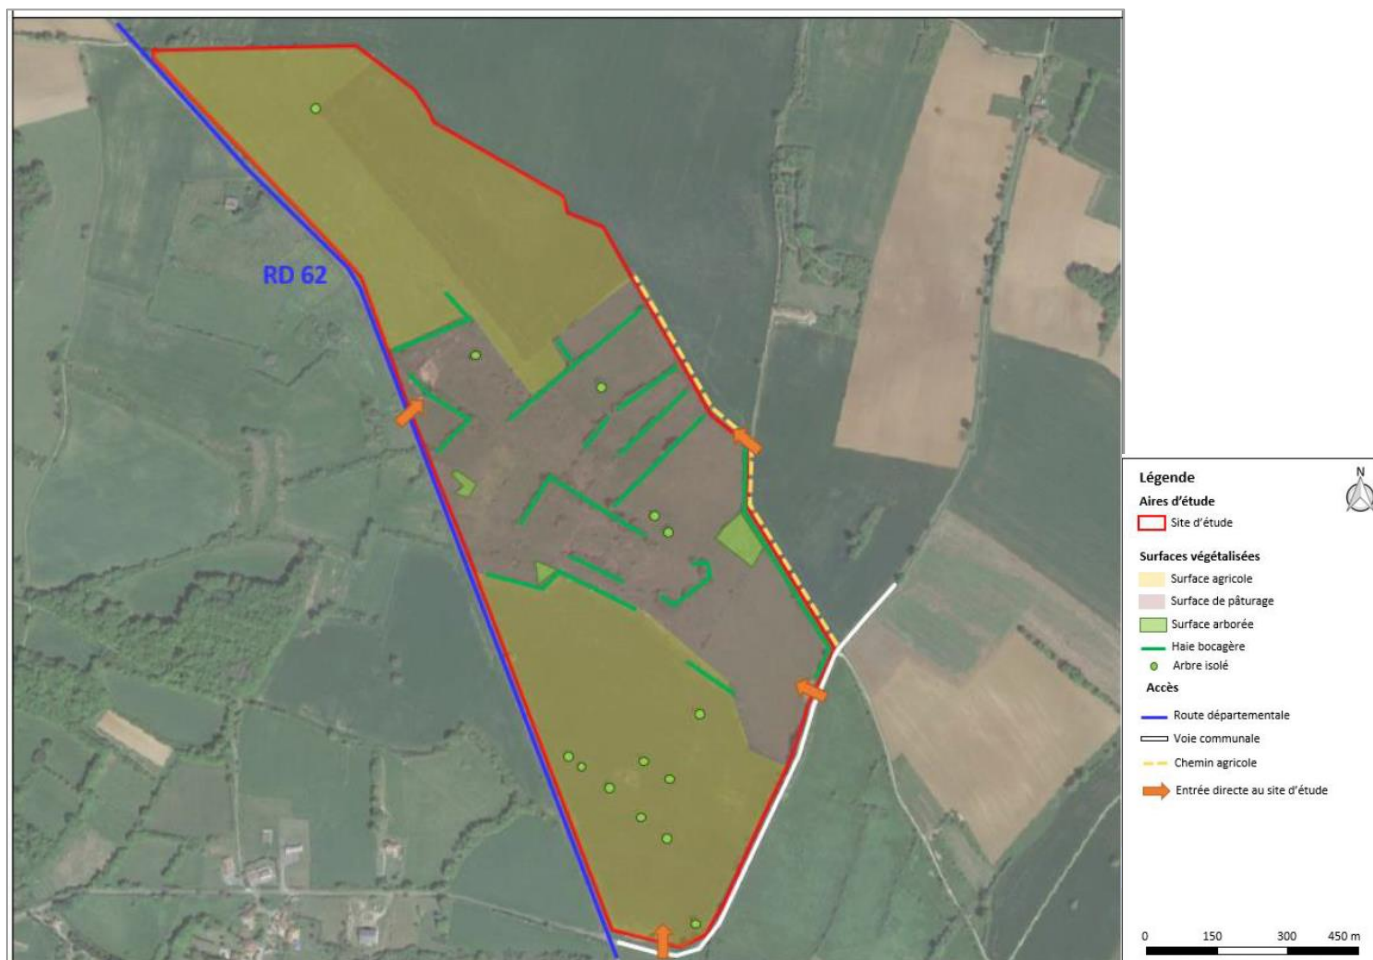 RD 62
Légende
N
Aires d'étude
Site d'étude
Surfaces végétalisées
Surface agricole
Surface de pâturage
Surface arborée
Haie bocagère
Arbre isolé
Accès
Route départementale
Voie communale
Chemin agricole
Entrée directe au site d'étude
0 150 300 450 m